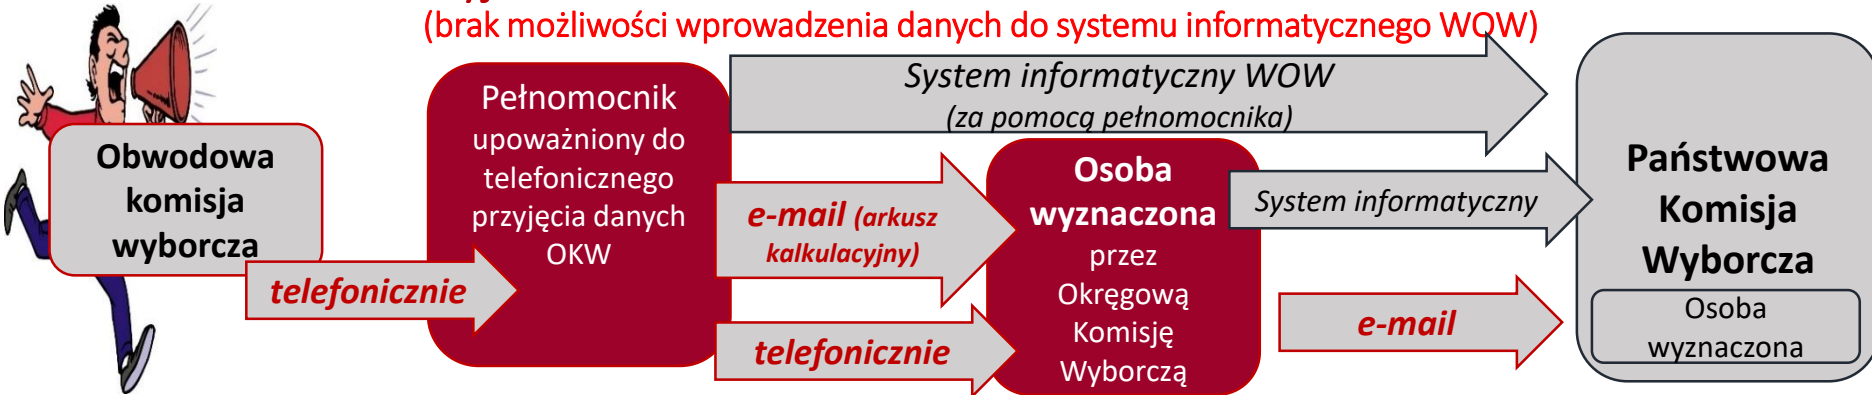 (brak możliwości wprowadzenia danych do systemu informatycznego WOW)
Obwodowa
komisja
wyborcza
telefonicznie
Pełnomocnik
upoważniony do
telefonicznego
przyjęcia danych
OKW
System informatyczny WOW
(za pomocą pełnomocnika)
e-mail (arkusz
kalkulacyjny)
telefonicznie
Osoba
wyznaczona
przez
Okręgową
Komisję
Wyborczą
System informatyczny
e-mail
Państwowa
Komisja
Wyborcza
Osoba
wyznaczona